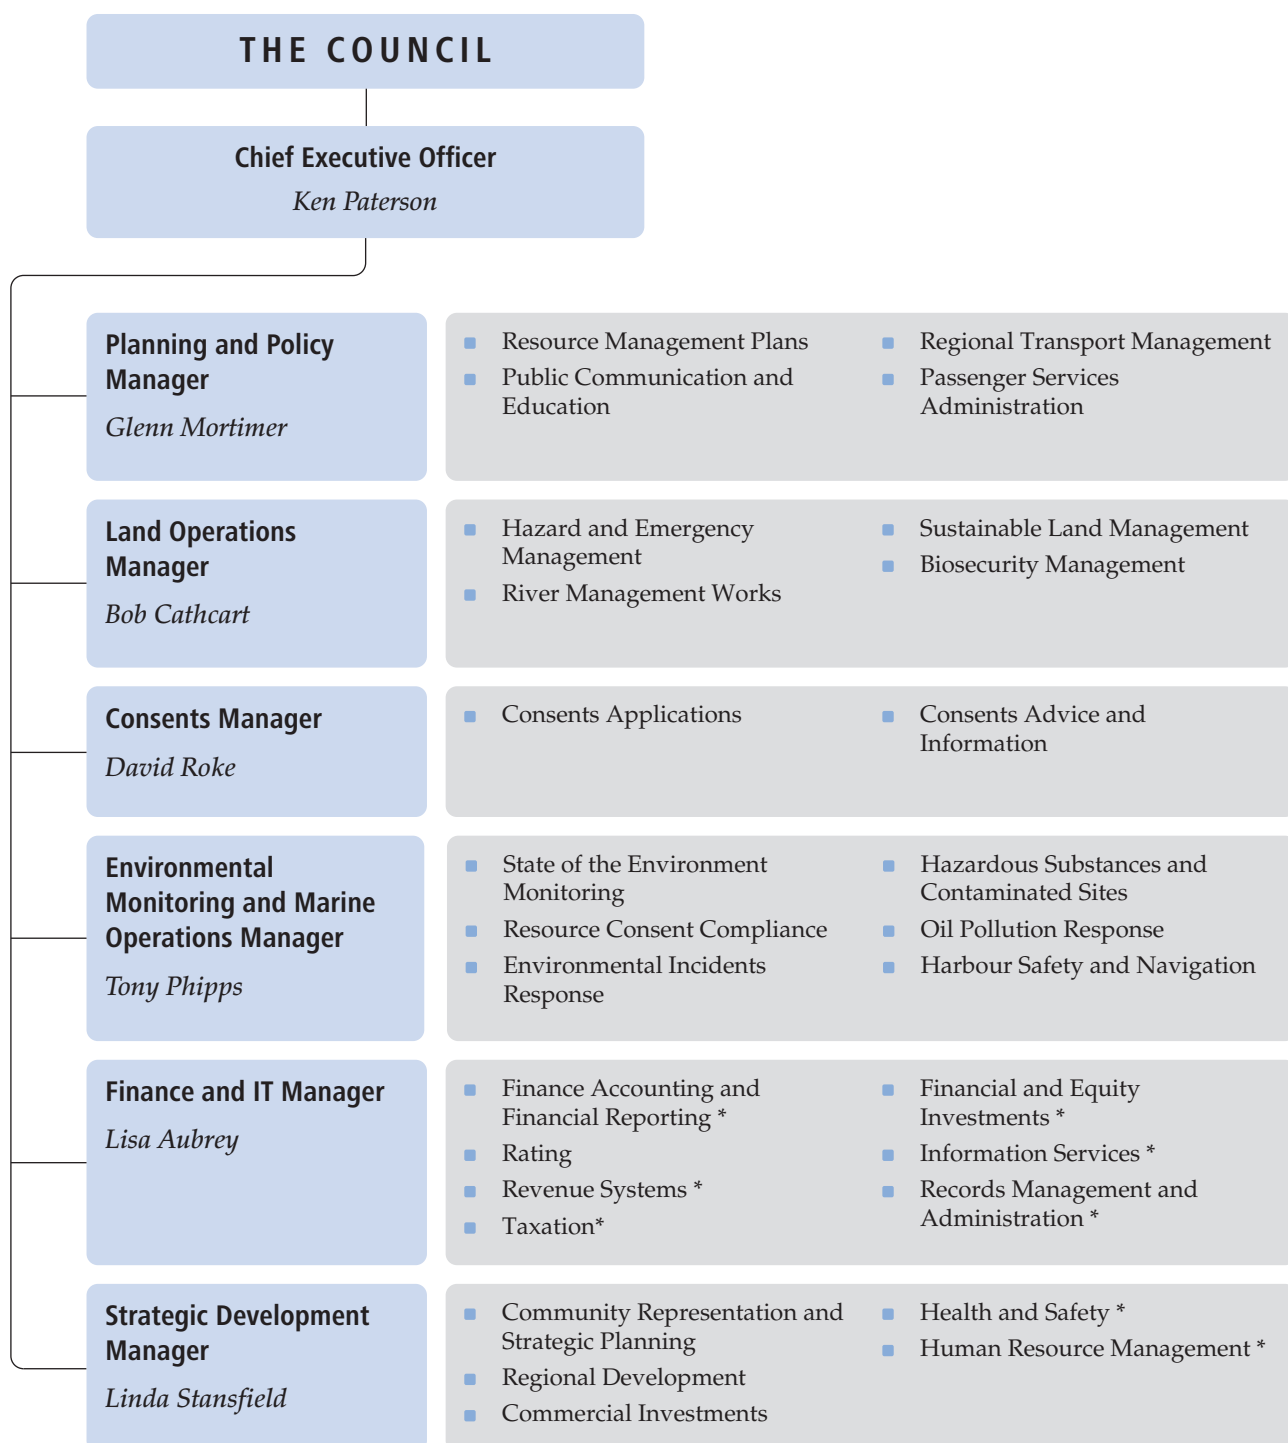 THE COUNCIL
Chief Executive Officer
Ken Paterson
Planning and Policy
Manager
Glenn Mortimer
Resource Management Plans
Public Communication and
Education
Regional Transport Management
Passenger Services
Administration
Land Operations
Manager
Bob Cathcart
Hazard and Emergency
Management
River Management Works
Sustainable Land Management
Biosecurity Management
Consents Manager
David Roke
Consents Applications
Consents Advice and
Information
Environmental
Monitoring and Marine
Operations Manager
Tony Phipps
State of the Environment
Monitoring
Resource Consent Compliance
Environmental Incidents
Response
Hazardous Substances and
Contaminated Sites
Oil Pollution Response
Harbour Safety and Navigation
Finance and IT Manager
Lisa Aubrey
Finance Accounting and
Financial Reporting *
Rating
Revenue Systems *
Taxation*
Financial and Equity
Investments *
Information Services *
Records Management and
Administration *
Strategic Development
Manager
Linda Stansfield
Community Representation and
Strategic Planning
Regional Development
Commercial Investments
Health and Safety *
Human Resource Management *